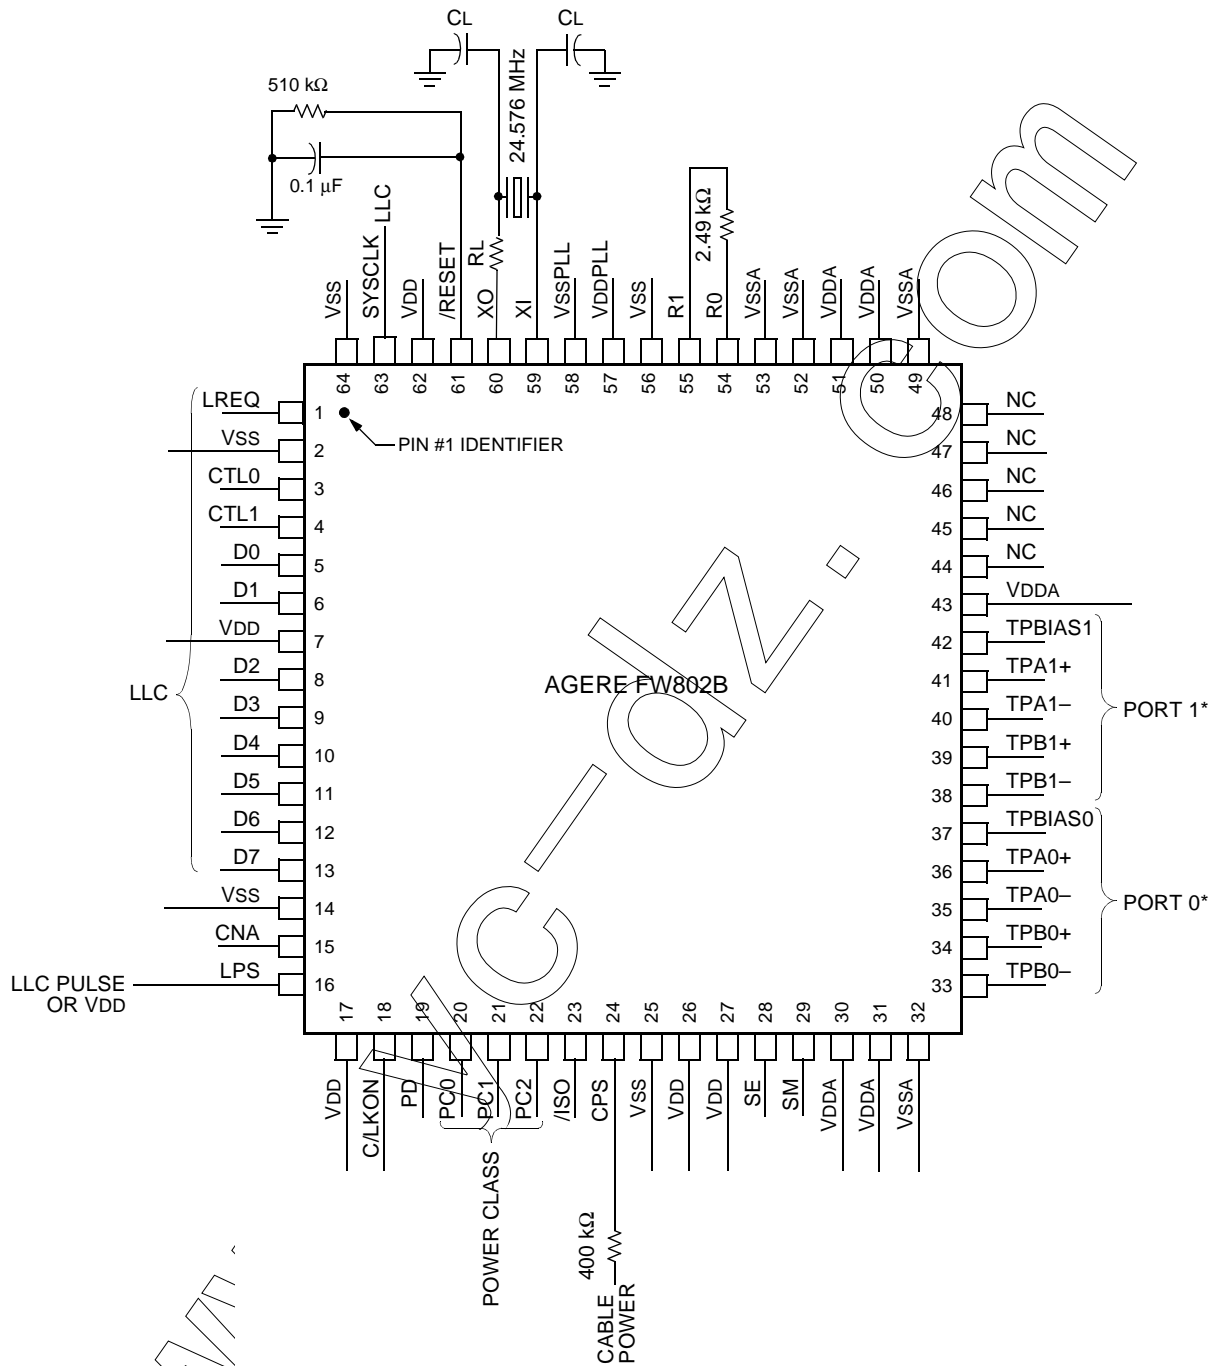 CL
CL
24.576 MHz
510 kΩ
0.1 μF
LLC
2.49 kΩ
RL
VSS
SYSCLK
VDD
/RESET
XO
XI
VSSPLL
VDDPLL
VSS
R1
R0
VSSA
VSSA
VDDA
VDDA
VSSA
64
63
62
61
60
59
58
57
56
55
54
53
52
51
50
49
LREQ 1
VSS 2
CTL0 3
CTL1 4
D0 5
D1 6
VDD 7
D2 8
D3 9
D4 10
D5 11
D6 12
D7 13
VSS 14
CNA 15
LPS 16
LLC
LLC PULSE
OR VDD
PIN #1 IDENTIFIER
AGERE FW802B
48 NC
47 NC
46 NC
45 NC
44 NC
43 VDDA
42 TPBIAS1
41 TPA1+
40 TPA1–
39 TPB1+
38 TPB1–
37 TPBIAS0
36 TPA0+
35 TPA0–
34 TPB0+
33 TPB0–
PORT 1*
PORT 0*
17
18
19
20
21
22
23
24
25
26
27
28
29
30
31
32
VDD
C/LKON
PD
PC0
PC1
PC2
/ISO
CPS
VSS
VDD
VDD
SE
SM
VDDA
VDDA
VSSA
POWER CLASS
400 kΩ
CABLE
POWER
yc-dz.com